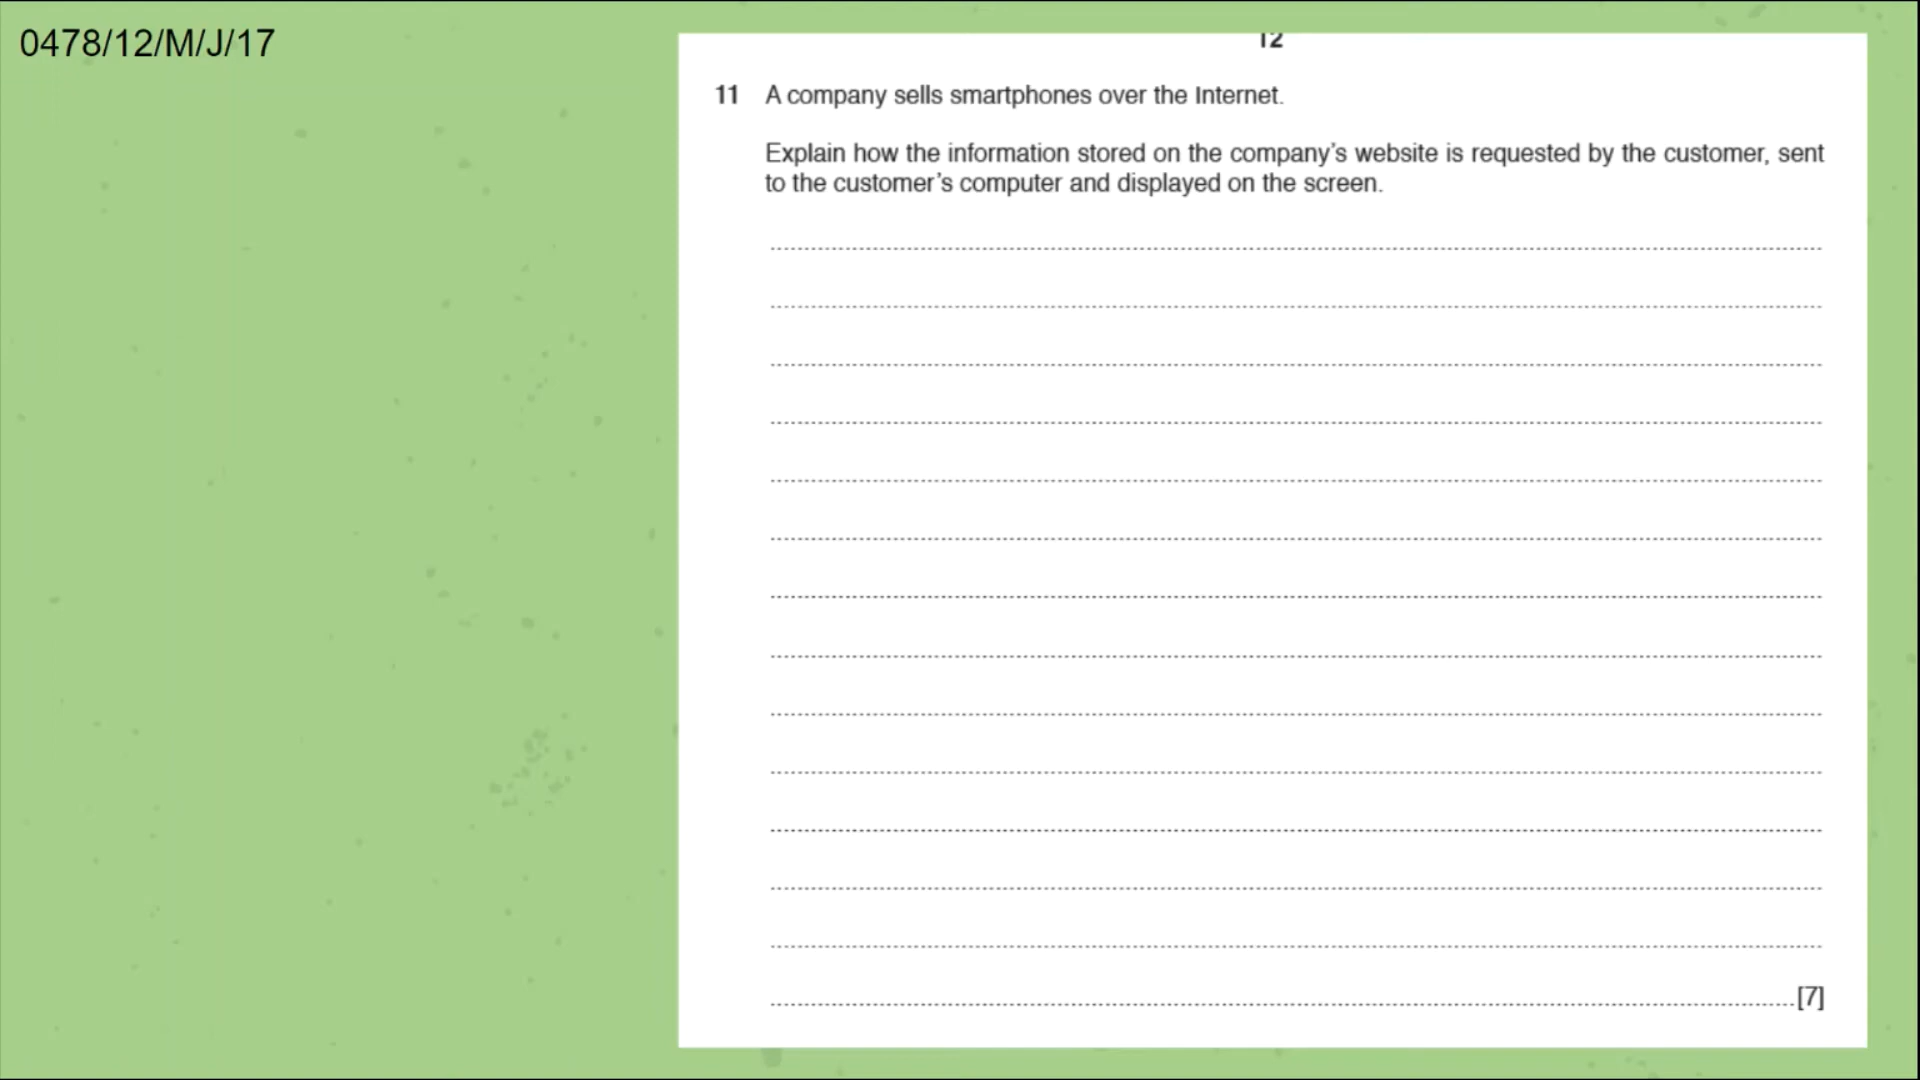 0478/12/M/J/17
12
11 A company sells smartphones over the Internet.
Explain how the information stored on the company's website is requested by the customer, sent
to the customer's computer and displayed on the screen.
[7]